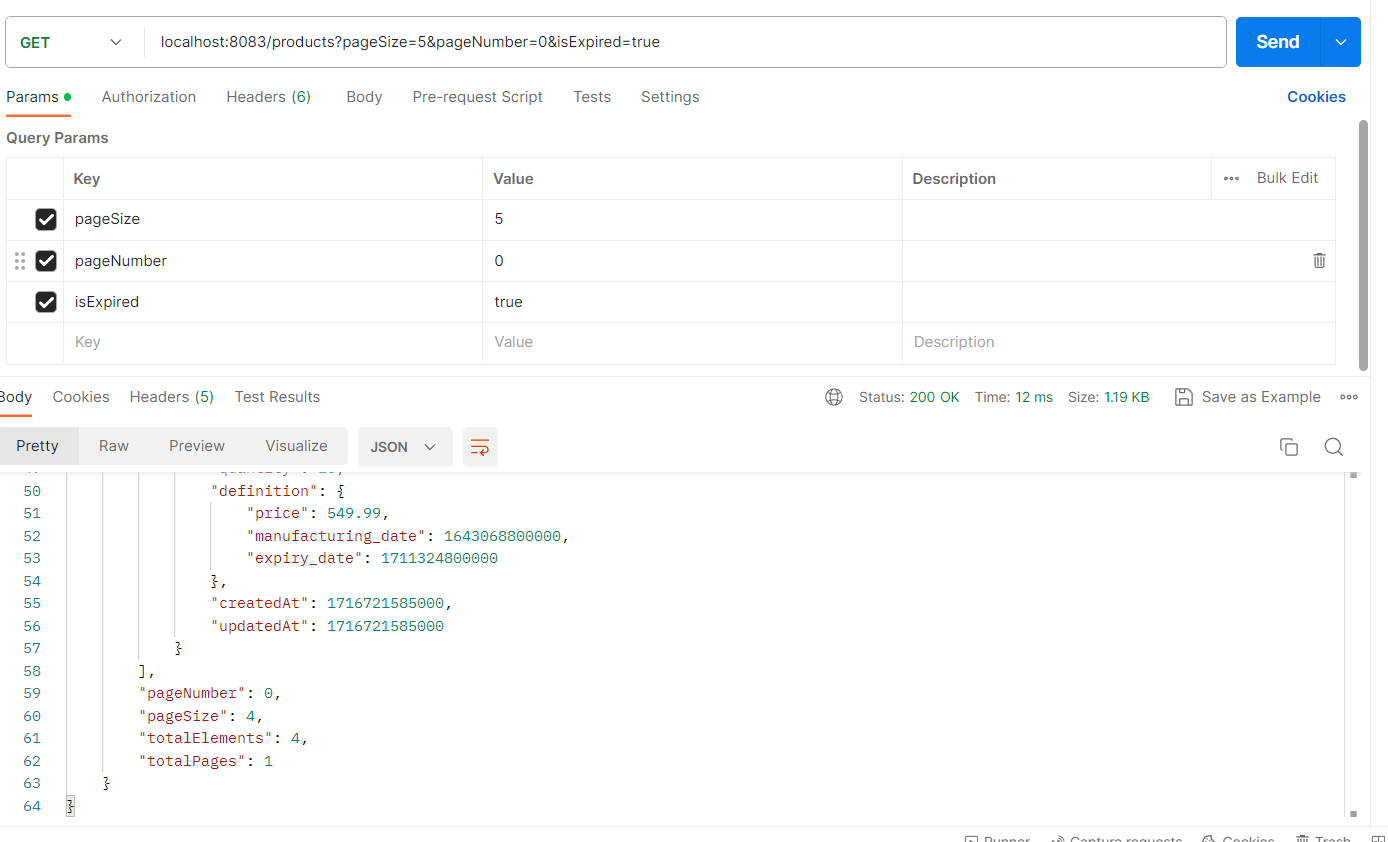 GET localhost:8083/products?pageSize=5&pageNumber=0&isExpired=true Send
Params Authorization Headers (6) Body Pre-request Script Tests Settings Cookies
Query Params
Key Value Description ••• Bulk Edit
pageSize 5
pageNumber 0
isExpired true
Key Value Description
Body Cookies Headers (5) Test Results Status: 200 OK Time: 12 ms Size: 1.19 KB Save as Example
Pretty Raw Preview Visualize JSON
50 "definition": {
51 "price": 549.99,
52 "manufacturing_date": 1643068800000,
53 "expiry_date": 1711324800000
54 },
55 "createdAt": 1716721585000,
56 "updatedAt": 1716721585000
57 }
58 ],
59 "pageNumber": 0,
60 "pageSize": 4,
61 "totalElements": 4,
62 "totalPages": 1
63 }
64 }
Runner Capture requests Cookies Trash